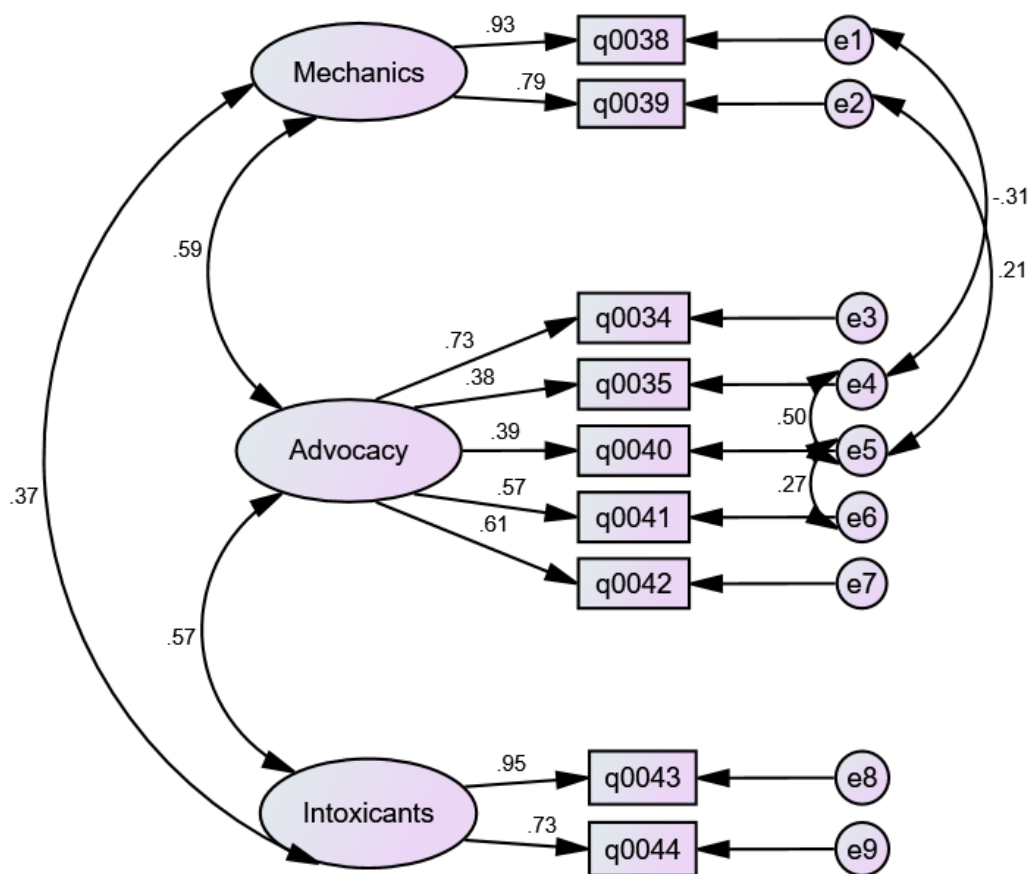 .93
q0038
e1
Mechanics
.79
q0039
e2
-.31
.59
.21
q0034
e3
.73
.38
q0035
e4
.50
Advocacy
.39
q0040
e5
.57
.27
.37
q0041
e6
.61
q0042
e7
.57
.95
q0043
e8
Intoxicants
.73
q0044
e9